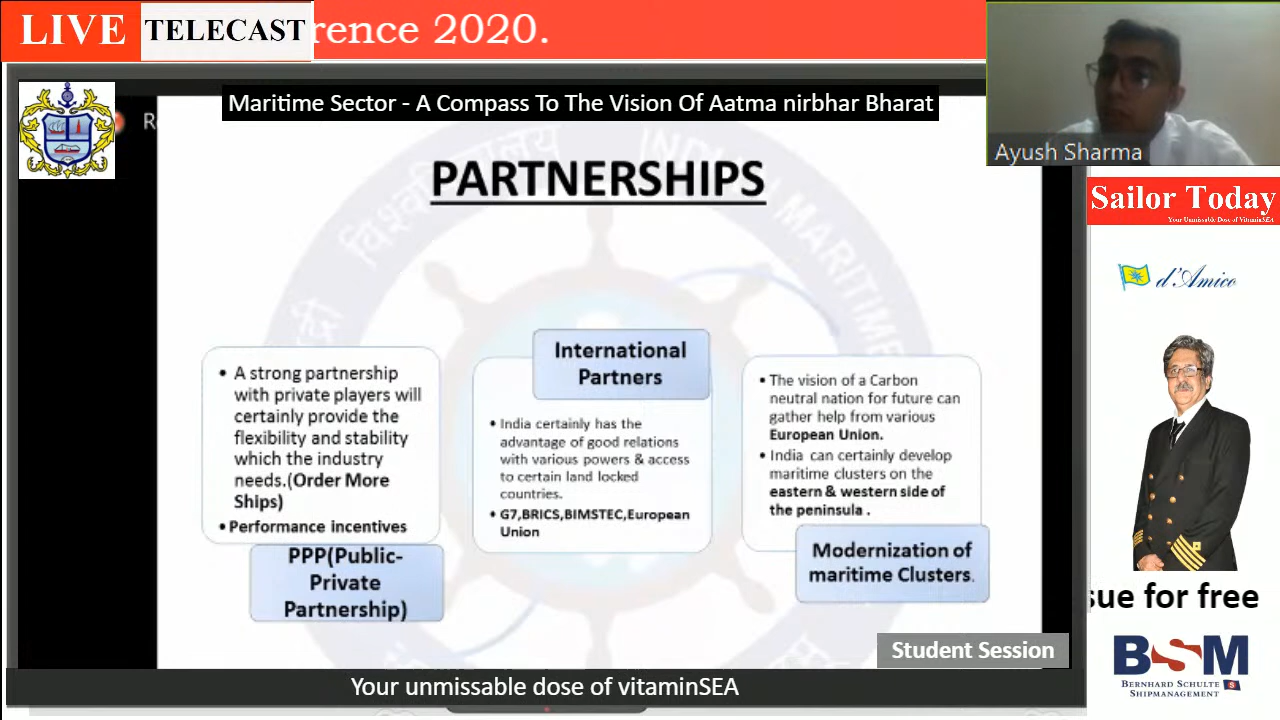 LIVE TELECAST rence 2020.
Maritime Sector - A Compass To The Vision Of Aatma nirbhar Bharat
Re
Ayush Sharma
PARTNERSHIPS
विश्व
INDIAN MARITIME
Sailor Today
Your Unmissable Dose of VitaminSEA
d'Amico
• A strong partnership
with private players will
certainly provide the
flexibility and stability
which the industry
needs.(Order More
Ships)
• Performance incentives
PPP(Public-
Private
Partnership)
International
Partners
• India certainly has the
advantage of good relations
with various powers & access
to certain land locked
countries.
• G7,BRICS,BIMSTEC,European
Union
• The vision of a Carbon
neutral nation for future can
gather help from various
European Union.
• India can certainly develop
maritime clusters on the
eastern & western side of
the peninsula .
Modernization of
maritime Clusters.
sue for free
Student Session
BSM
BERNHARD SCHULTE
SHIPMANAGEMENT
Your unmissable dose of vitaminSEA